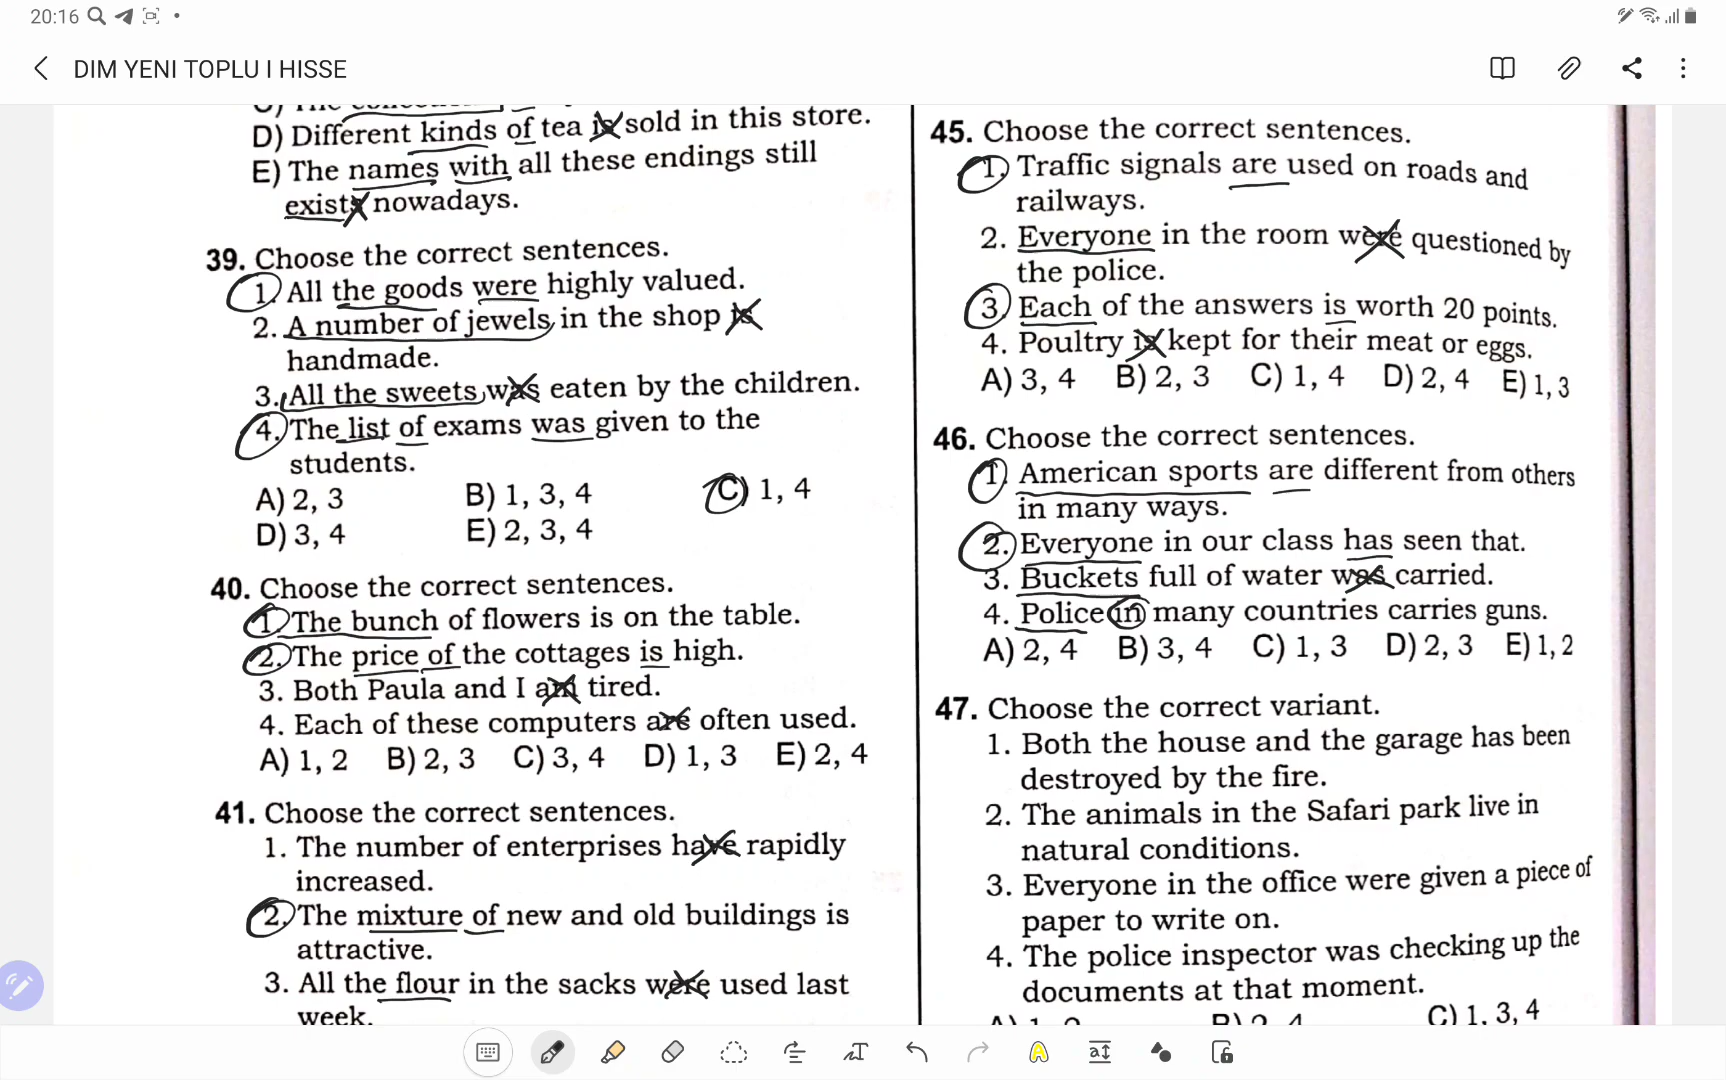 20:16
DIM YENI TOPLU I HISSE
D) Different kinds of tea is sold in this store.
E) The names with all these endings still
exists nowadays.
39. Choose the correct sentences.
1. All the goods were highly valued.
2. A number of jewels in the shop is
handmade.
3. All the sweets was eaten by the children.
4. The list of exams was given to the
students.
A) 2, 3 B) 1, 3, 4 C) 1, 4
D) 3, 4 E) 2, 3, 4
40. Choose the correct sentences.
1. The bunch of flowers is on the table.
2. The price of the cottages is high.
3. Both Paula and I am tired.
4. Each of these computers are often used.
A) 1, 2 B) 2, 3 C) 3, 4 D) 1, 3 E) 2, 4
41. Choose the correct sentences.
1. The number of enterprises have rapidly
increased.
2. The mixture of new and old buildings is
attractive.
3. All the flour in the sacks were used last
week.
45. Choose the correct sentences.
1. Traffic signals are used on roads and
railways.
2. Everyone in the room were questioned by
the police.
3. Each of the answers is worth 20 points.
4. Poultry is kept for their meat or eggs.
A) 3, 4 B) 2, 3 C) 1, 4 D) 2, 4 E) 1, 3
46. Choose the correct sentences.
1. American sports are different from others
in many ways.
2. Everyone in our class has seen that.
3. Buckets full of water was carried.
4. Police in many countries carries guns.
A) 2, 4 B) 3, 4 C) 1, 3 D) 2, 3 E) 1, 2
47. Choose the correct variant.
1. Both the house and the garage has been
destroyed by the fire.
2. The animals in the Safari park live in
natural conditions.
3. Everyone in the office were given a piece of
paper to write on.
4. The police inspector was checking up the
documents at that moment.
C) 1, 3, 4